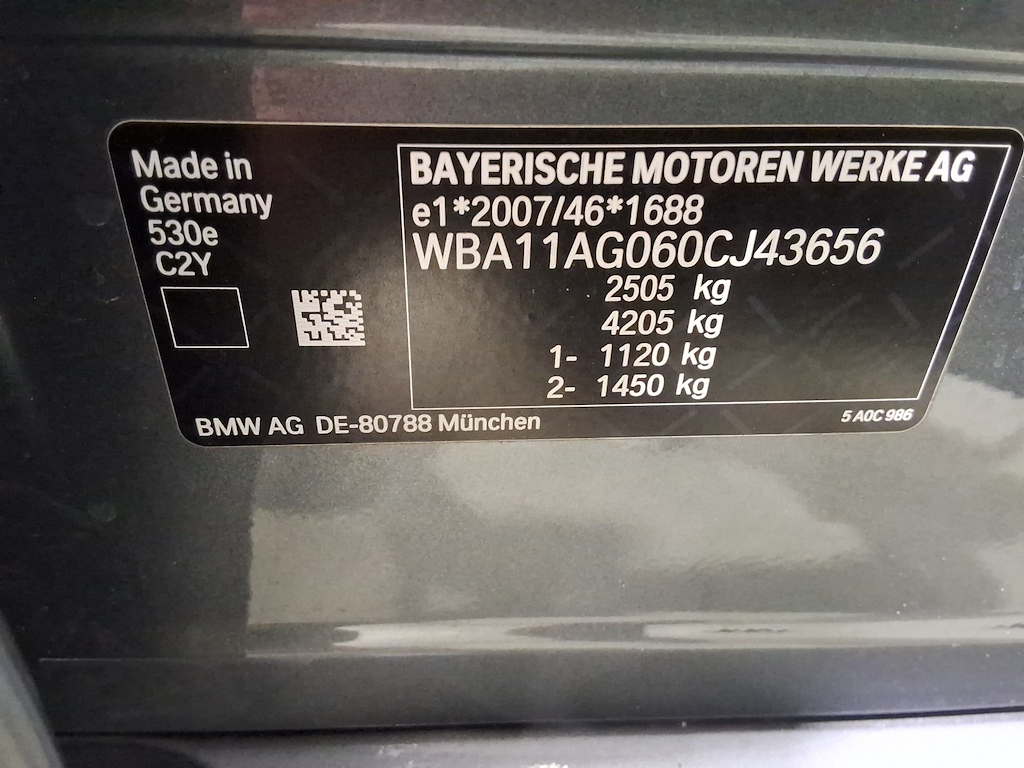 Made in
Germany
530e
C2Y
BAYERISCHE MOTOREN WERKE AG
e1*2007/46*1688
WBA11AG060CJ43656
2505 kg
4205 kg
1- 1120 kg
2- 1450 kg
BMW AG DE-80788 München
5 A0C 986